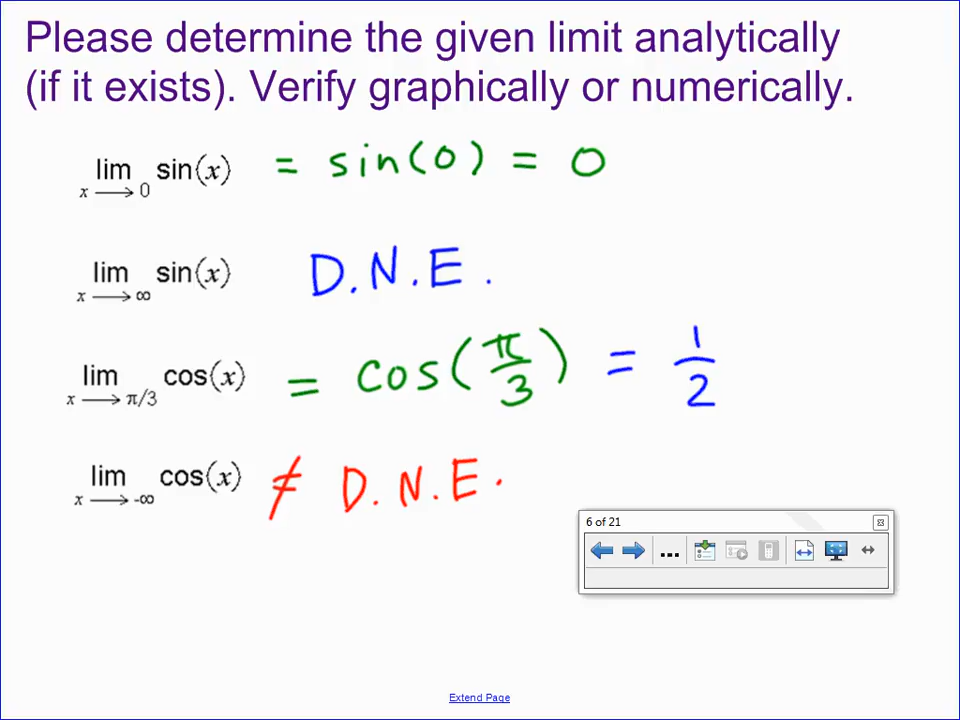 Please determine the given limit analytically
(if it exists). Verify graphically or numerically.
lim x→0 sin(x) = sin(0) = 0
lim x→∞ sin(x) D.N.E.
lim x→π/3 cos(x) = cos(π/3) = 1/2
lim x→-∞ cos(x) ≠ D.N.E.
6 of 21
...
Extend Page